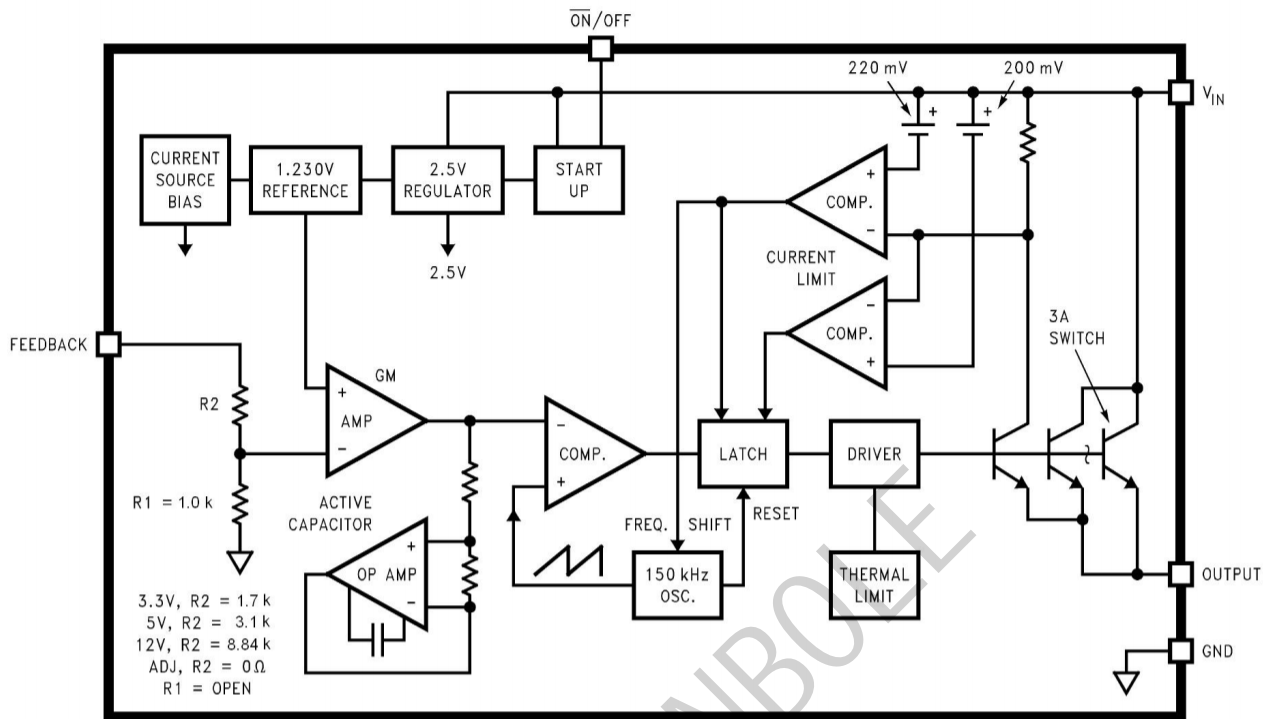 ON/OFF
220 mV
200 mV
+
+
VIN
CURRENT
SOURCE
BIAS
1.230V
REFERENCE
2.5V
REGULATOR
START
UP
2.5V
+
COMP.
-
CURRENT
LIMIT
-
COMP.
+
3A
SWITCH
FEEDBACK
R2
R1 = 1.0 k
GM
+
AMP
-
-
COMP.
+
LATCH
DRIVER
ACTIVE
CAPACITOR
+
OP AMP
-
FREQ. SHIFT
RESET
150 kHz
OSC.
THERMAL
LIMIT
OUTPUT
GND
3.3V, R2 = 1.7 k
5V, R2 = 3.1 k
12V, R2 = 8.84 k
ADJ, R2 = 0 Ω
R1 = OPEN